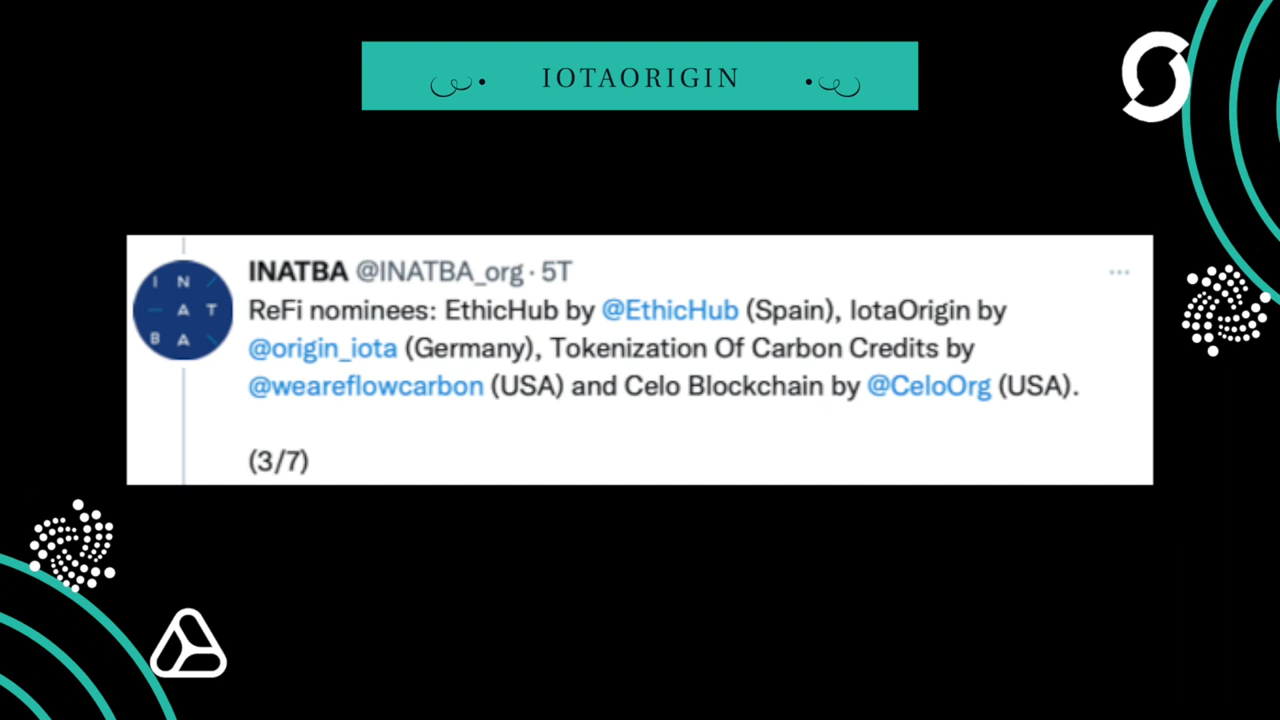 IOTAORIGIN
I N
A T
B A
INATBA @INATBA_org · 5T
ReFi nominees: EthicHub by @EthicHub (Spain), IotaOrigin by
@origin_iota (Germany), Tokenization Of Carbon Credits by
@weareflowcarbon (USA) and Celo Blockchain by @CeloOrg (USA).
(3/7)